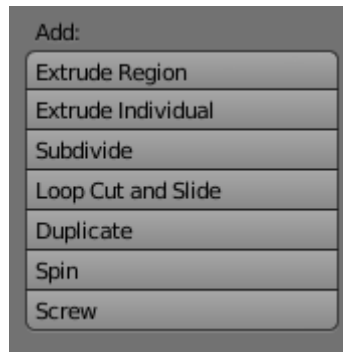 Add:
Extrude Region
Extrude Individual
Subdivide
Loop Cut and Slide
Duplicate
Spin
Screw